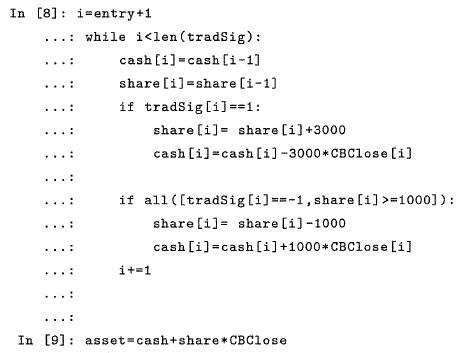 In [8]: i=entry+1
   ...: while i<len(tradSig):
   ...:     cash[i]=cash[i-1]
   ...:     share[i]=share[i-1]
   ...:     if tradSig[i]==1:
   ...:         share[i]= share[i]+3000
   ...:         cash[i]=cash[i]-3000*CBClose[i]
   ...:
   ...:     if all([tradSig[i]==-1,share[i]>=1000]):
   ...:         share[i]= share[i]-1000
   ...:         cash[i]=cash[i]+1000*CBClose[i]
   ...:     i+=1
   ...:
   ...:
In [9]: asset=cash+share*CBClose